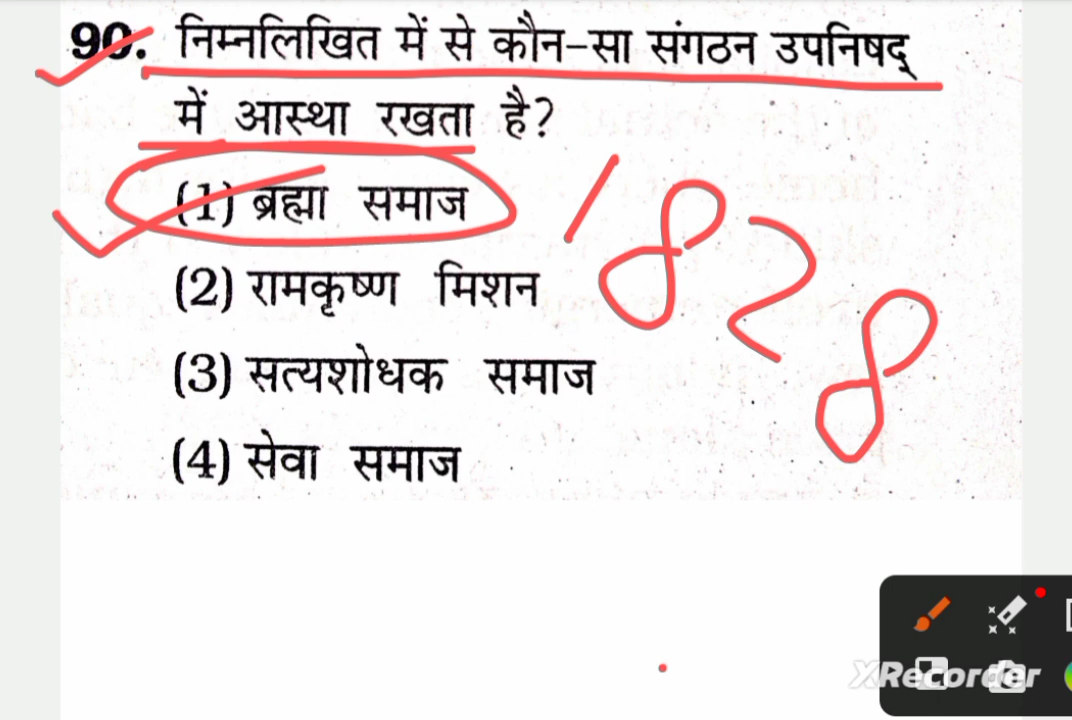 90. निम्नलिखित में से कौन-सा संगठन उपनिषद्
में आस्था रखता है?
(1) ब्रह्मा समाज
1828
(2) रामकृष्ण मिशन
(3) सत्यशोधक समाज
(4) सेवा समाज
XRecorder